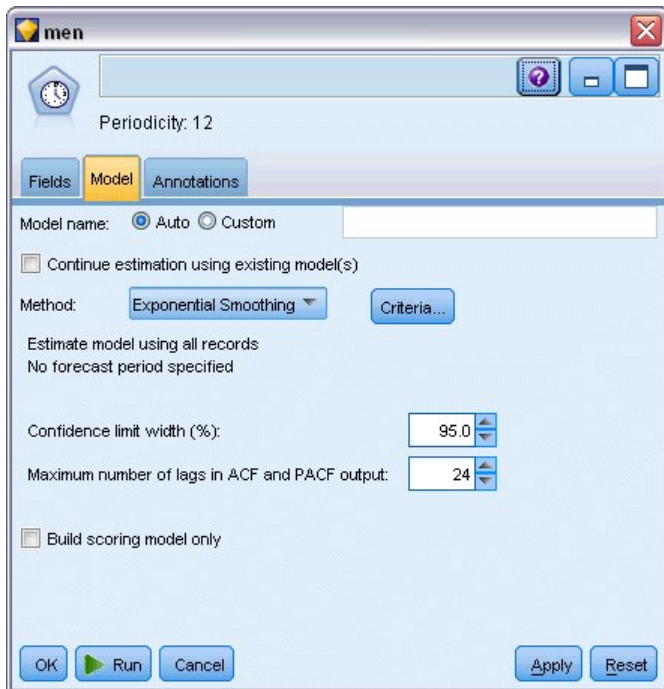 men
Periodicity: 12
Fields Model Annotations
Model name: Auto Custom
Continue estimation using existing model(s)
Method: Exponential Smoothing Criteria...
Estimate model using all records
No forecast period specified
Confidence limit width (%): 95.0
Maximum number of lags in ACF and PACF output: 24
Build scoring model only
OK Run Cancel Apply Reset